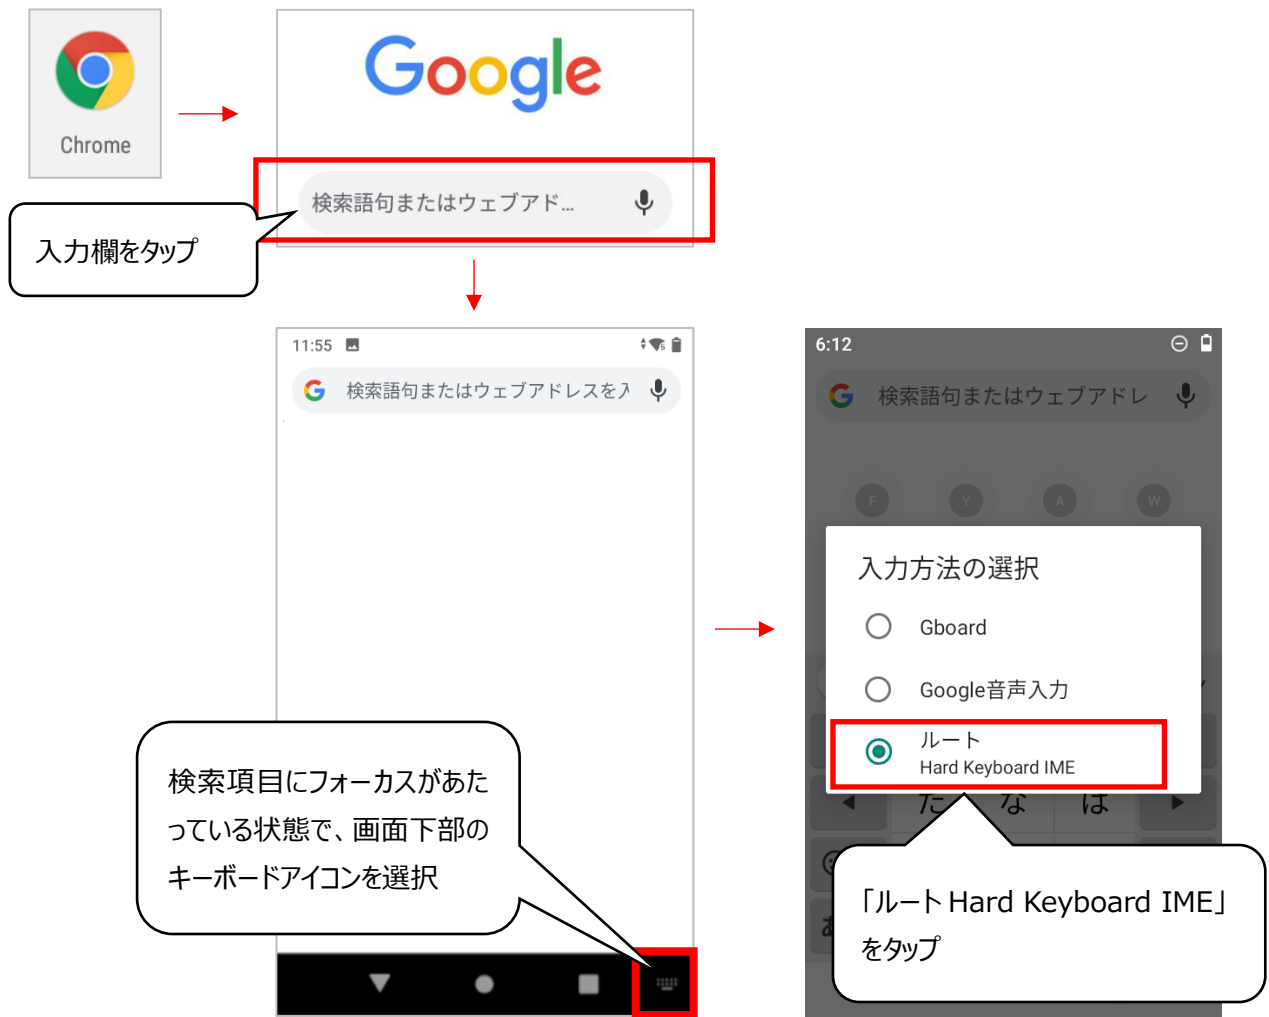 Chrome
Google
検索語句またはウェブアド...
入力欄をタップ
11:55
検索語句またはウェブアドレスを入
検索項目にフォーカスがあた
っている状態で、画面下部の
キーボードアイコンを選択
6:12
検索語句またはウェブアドレ
F Y A W
入力方法の選択
Gboard
Google音声入力
ルート
Hard Keyboard IME
た な は
「ルート Hard Keyboard IME」
をタップ